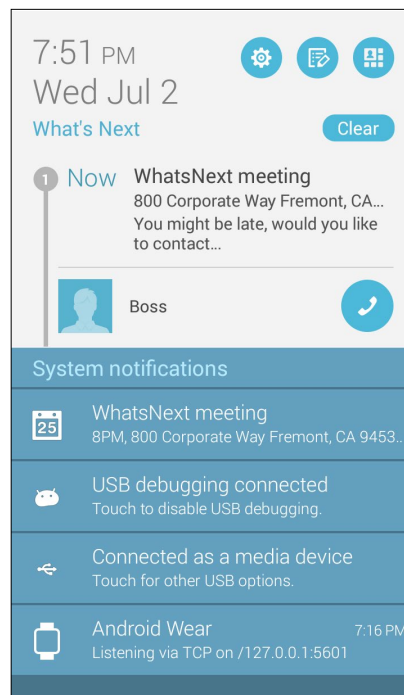 7:51 PM
Wed Jul 2
What's Next
Clear
1 Now WhatsNext meeting
800 Corporate Way Fremont, CA...
You might be late, would you like
to contact...
Boss
System notifications
25
WhatsNext meeting
8PM, 800 Corporate Way Fremont, CA 9453..
USB debugging connected
Touch to disable USB debugging.
Connected as a media device
Touch for other USB options.
Android Wear 7:16 PM
Listening via TCP on /127.0.0.1:5601